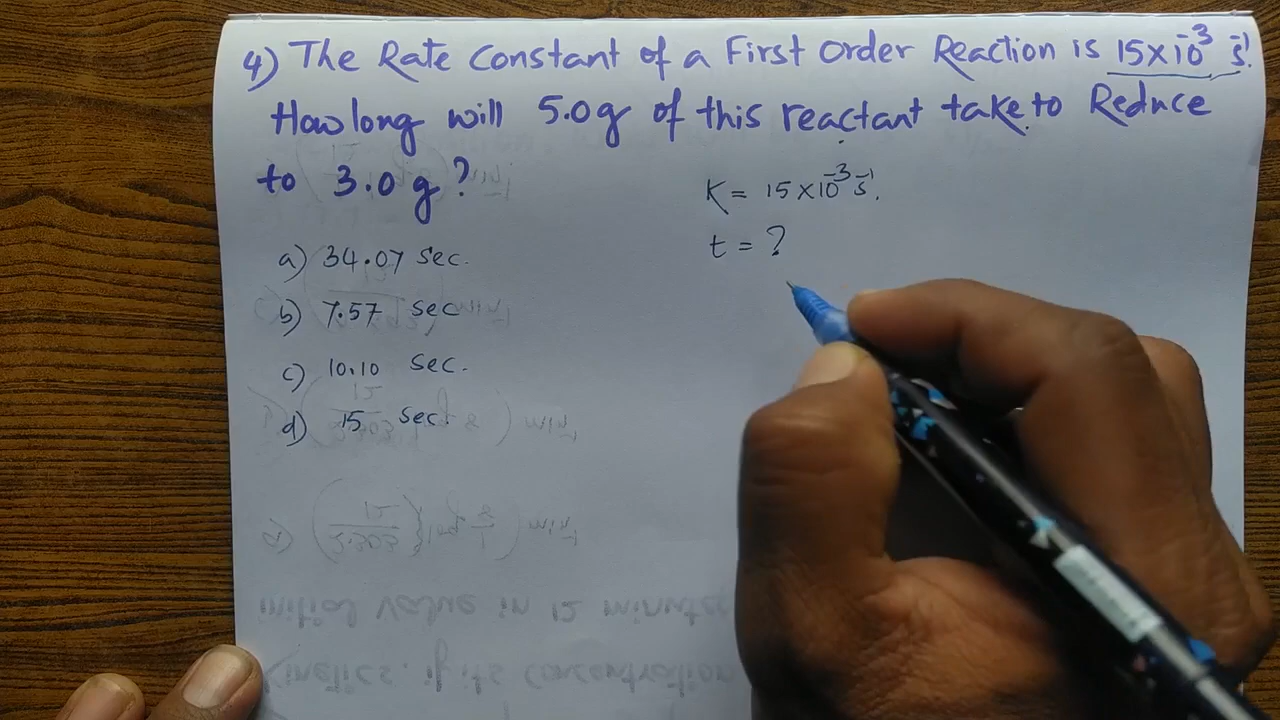 4) The Rate Constant of a First Order Reaction is 15×10⁻³ s⁻¹.
How long will 5.0g of this reactant take to Reduce
to 3.0 g?
K = 15×10⁻³ s⁻¹.
t = ?
a) 34.07 sec.
b) 7.57 sec
c) 10.10 sec.
d) 15 sec.